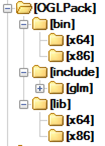 [OGLPack]
[bin]
[x64]
[x86]
[include]
[glm]
[lib]
[x64]
[x86]